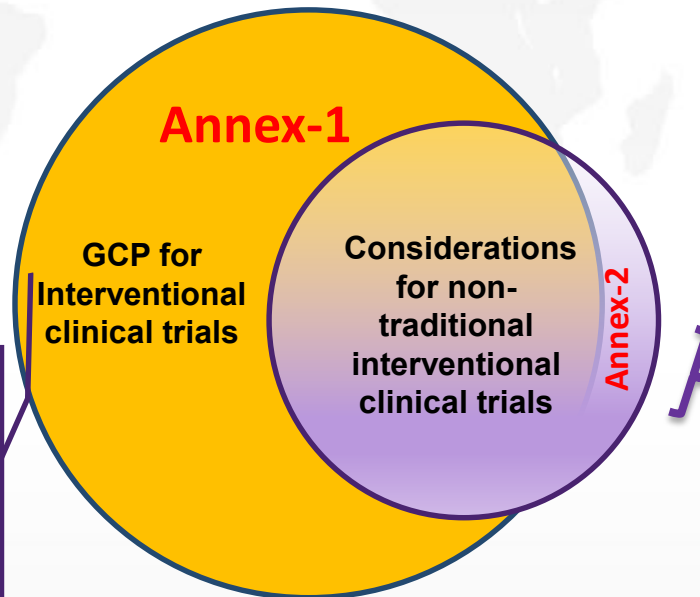 Annex-1
GCP for
Interventional
clinical trials
Considerations
for non-
traditional
interventional
clinical trials
Annex-2